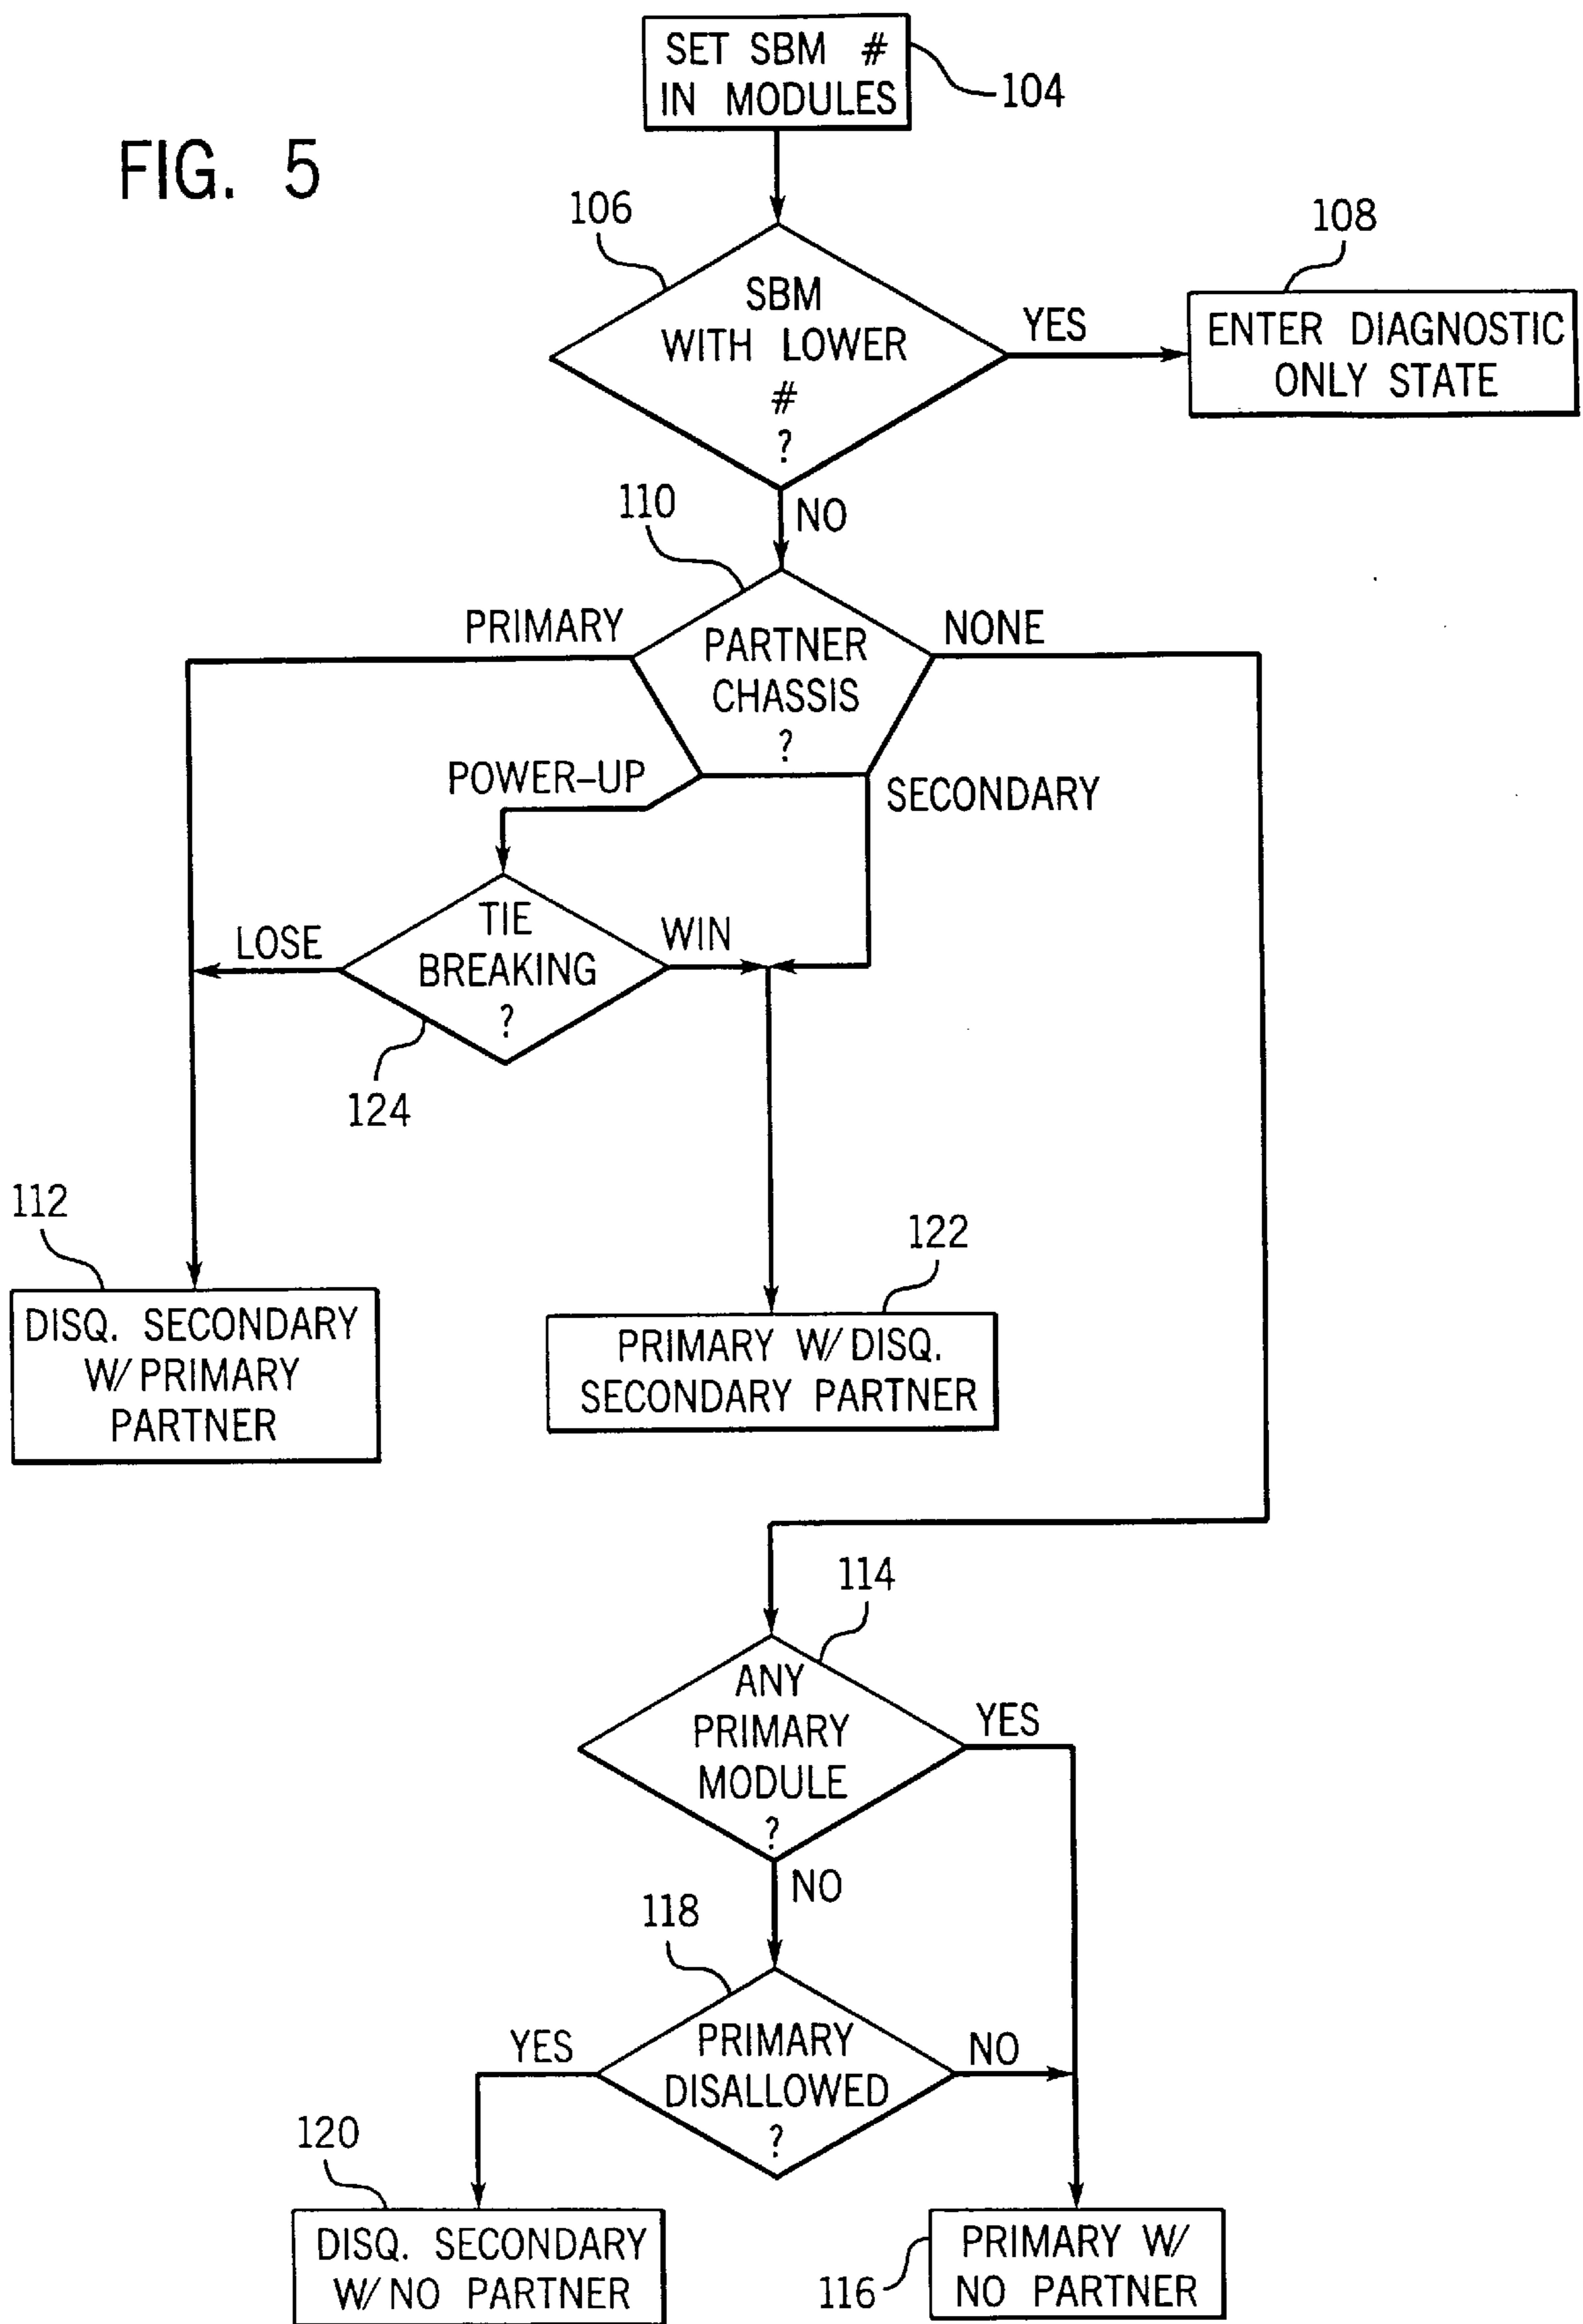 FIG. 5
SET SBM #
IN MODULES
104
106
SBM
WITH LOWER
#
?
YES
108
ENTER DIAGNOSTIC
ONLY STATE
NO
110
PARTNER
CHASSIS
?
PRIMARY
NONE
POWER-UP
SECONDARY
TIE
BREAKING
?
LOSE
WIN
124
112
DISQ. SECONDARY
W/ PRIMARY
PARTNER
122
PRIMARY W/ DISQ.
SECONDARY PARTNER
114
ANY
PRIMARY
MODULE
?
YES
NO
118
PRIMARY
DISALLOWED
?
YES
NO
120
DISQ. SECONDARY
W/ NO PARTNER
116
PRIMARY W/
NO PARTNER